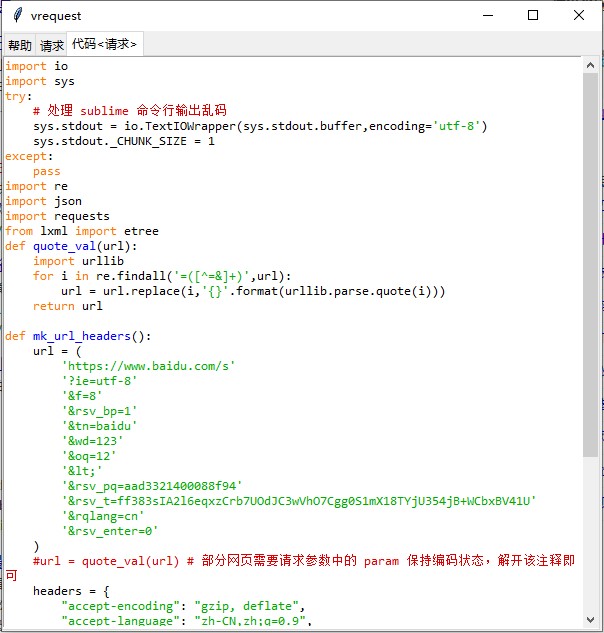 vrequest
帮助 请求 代码<请求>
import io
import sys
try:
    # 处理 sublime 命令行输出乱码
    sys.stdout = io.TextIOWrapper(sys.stdout.buffer,encoding='utf-8')
    sys.stdout._CHUNK_SIZE = 1
except:
    pass
import re
import json
import requests
from lxml import etree
def quote_val(url):
    import urllib
    for i in re.findall('=([^=&]+)',url):
        url = url.replace(i,'{}'.format(urllib.parse.quote(i)))
    return url

def mk_url_headers():
    url = (
        'https://www.baidu.com/s'
        '?ie=utf-8'
        '&f=8'
        '&rsv_bp=1'
        '&tn=baidu'
        '&wd=123'
        '&oq=12'
        '&lt;'
        '&rsv_pq=aad3321400088f94'
        '&rsv_t=ff383sIA2l6eqxzCrb7UOdJC3wVhO7Cgg0S1mX18TYjU354jB+WCbxBV41U'
        '&rqlang=cn'
        '&rsv_enter=0'
    )
    #url = quote_val(url) # 部分网页需要请求参数中的 param 保持编码状态，解开该注释即
可
    headers = {
        "accept-encoding": "gzip, deflate",
        "accept-language": "zh-CN,zh;q=0.9",